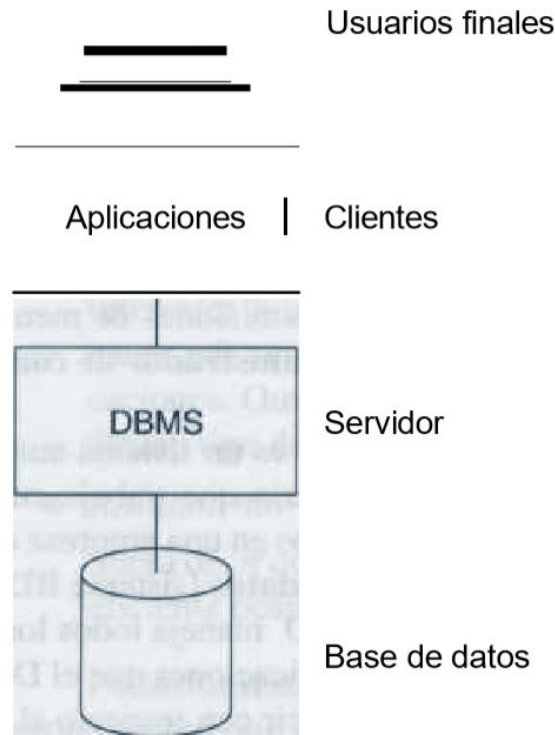 Usuarios finales
Aplicaciones
Clientes
DBMS
Servidor
Base de datos